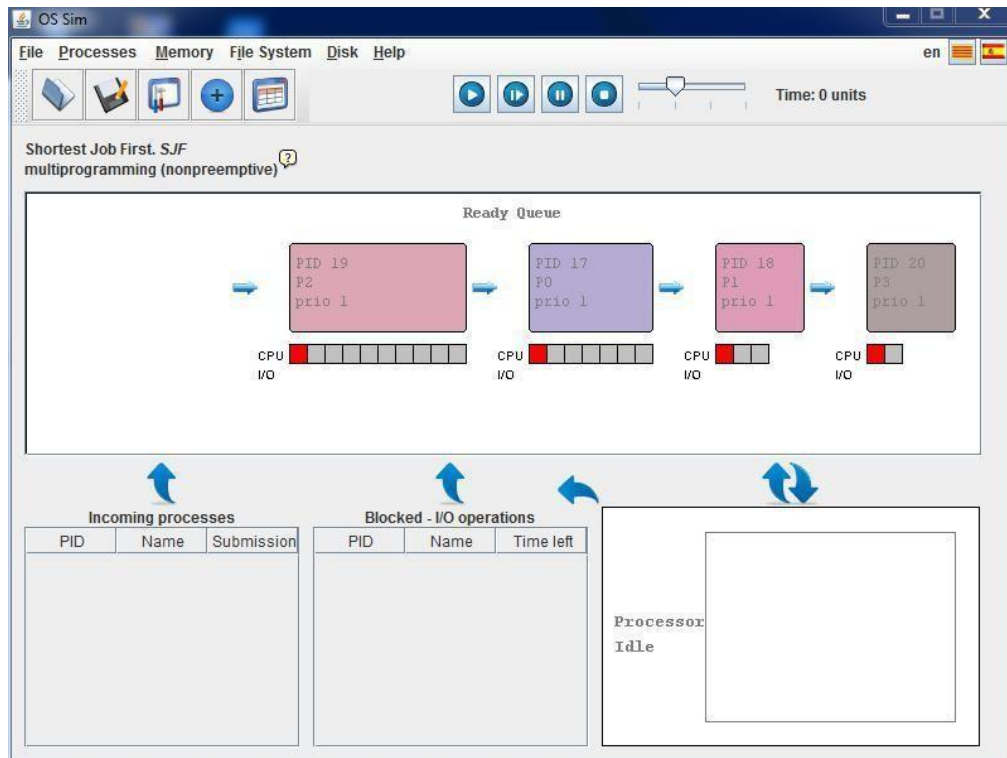 OS Sim
File Processes Memory File System Disk Help en
Time: 0 units
Shortest Job First. SJF
multiprogramming (nonpreemptive) ?
Ready Queue
PID 19 PID 17 PID 18 PID 20
P2 P0 P1 P3
prio 1 prio 1 prio 1 prio 1
CPU CPU CPU CPU
I/O I/O I/O I/O
Incoming processes Blocked - I/O operations
PID Name Submission PID Name Time left
Processor
Idle